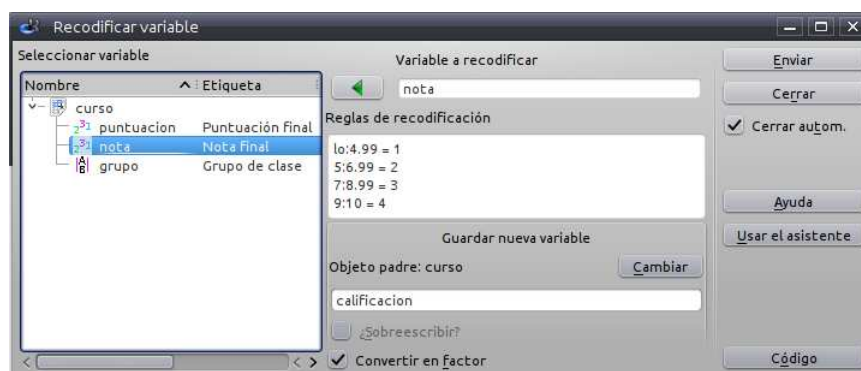 Recodificar variable
Seleccionar variable
Nombre Etiqueta
curso
puntuacion Puntuación final
nota Nota final
grupo Grupo de clase
Variable a recodificar
nota
Reglas de recodificación
lo:4.99 = 1
5:6.99 = 2
7:8.99 = 3
9:10 = 4
Guardar nueva variable
Objeto padre: curso Cambiar
calificacion
¿Sobreescribir?
Convertir en factor
Enviar
Cerrar
Cerrar autom.
Ayuda
Usar el asistente
Código